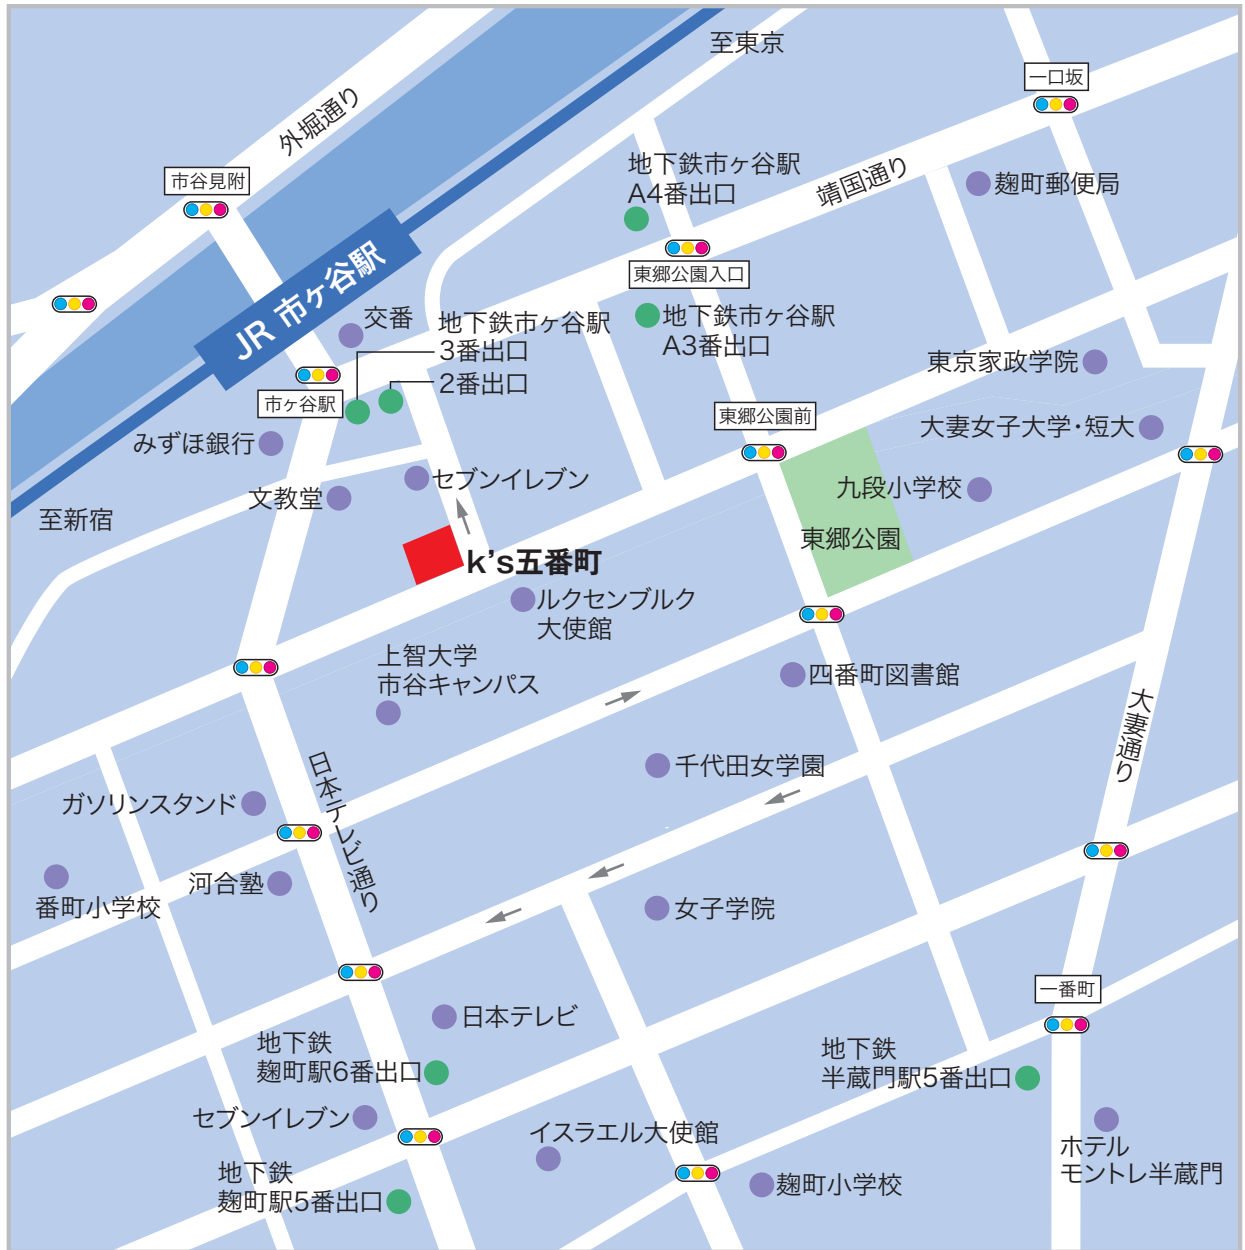 至東京
一口坂
外堀通り
市谷見附
地下鉄市ヶ谷駅
A4番出口
靖国通り
麹町郵便局
東郷公園入口
JR 市ヶ谷駅
交番
地下鉄市ヶ谷駅
3番出口
2番出口
地下鉄市ヶ谷駅
A3番出口
東京家政学院
市ヶ谷駅
東郷公園前
大妻女子大学・短大
みずほ銀行
セブンイレブン
文教堂
九段小学校
至新宿
東郷公園
k's五番町
ルクセンブルク
大使館
上智大学
市谷キャンパス
四番町図書館
大妻通り
日本テレビ通り
千代田女学園
ガソリンスタンド
河合塾
番町小学校
女子学院
一番町
日本テレビ
地下鉄
麹町駅6番出口
地下鉄
半蔵門駅5番出口
セブンイレブン
イスラエル大使館
ホテル
モントレ半蔵門
地下鉄
麹町駅5番出口
麹町小学校